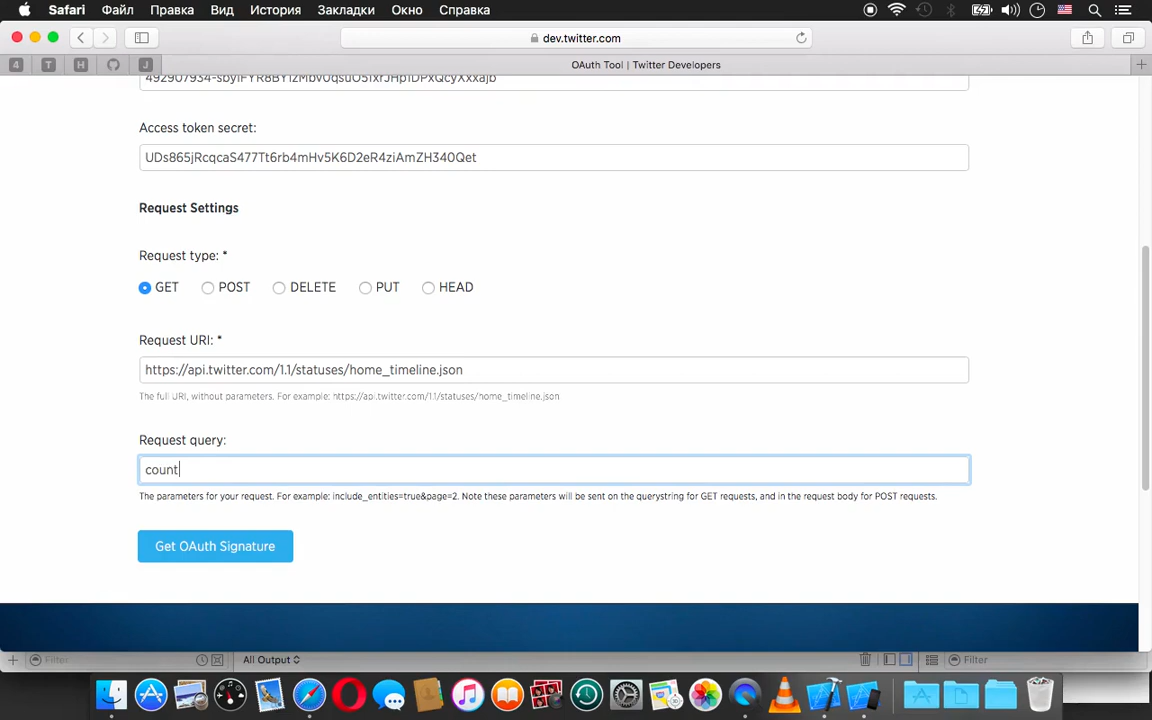 Safari Файл Правка Вид История Закладки Окно Справка
dev.twitter.com
4 T H J
OAuth Tool | Twitter Developers
Access token secret:
UDs865jRcqcaS477Tt6rb4mHv5K6D2eR4ziAmZH340Qet
Request Settings
Request type: *
GET POST DELETE PUT HEAD
Request URI: *
https://api.twitter.com/1.1/statuses/home_timeline.json
The full URI, without parameters. For example: https://api.twitter.com/1.1/statuses/home_timeline.json
Request query:
count
The parameters for your request. For example: include_entities=true&page=2. Note these parameters will be sent on the querystring for GET requests, and in the request body for POST requests.
Get OAuth Signature
Filter All Output Filter